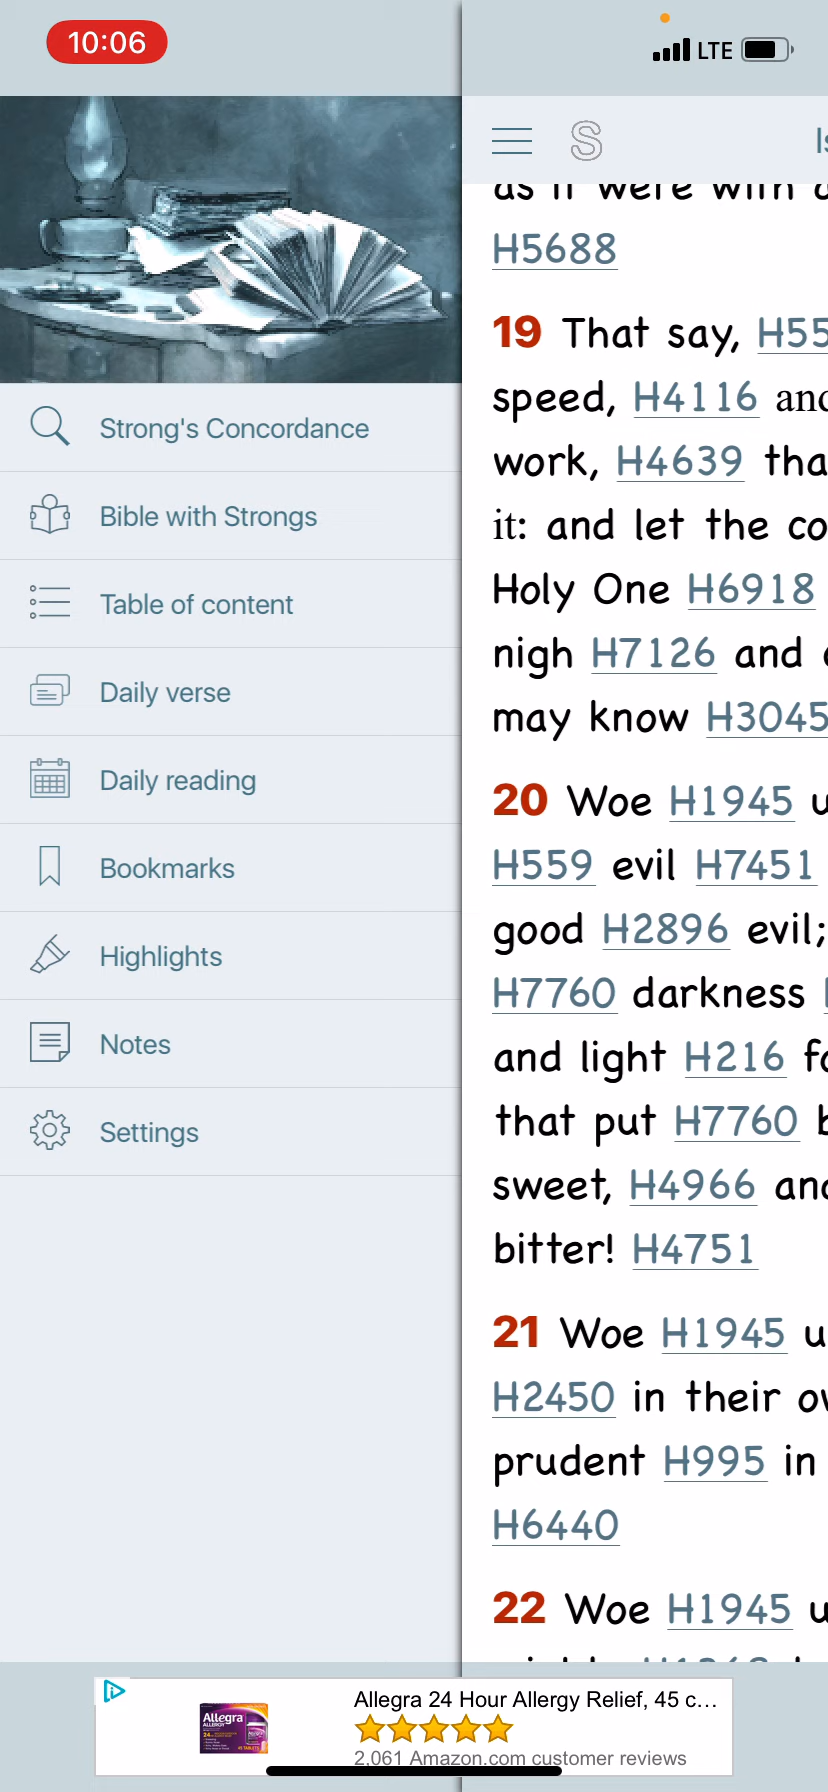 10:06
LTE
S
H5688
19 That say,
speed, H4116
work, H4639
it: and let the
Holy One H6918
nigh H7126 and
may know H3045
20 Woe H1945
H559 evil H7451
good H2896 evil;
H7760 darkness
and light H216
that put H7760
sweet, H4966
bitter! H4751
21 Woe H1945
H2450 in their
prudent H995 in
H6440
22 Woe H1945
Strong's Concordance
Bible with Strongs
Table of content
Daily verse
Daily reading
Bookmarks
Highlights
Notes
Settings
Allegra 24 Hour Allergy Relief, 45 c...
2,061 Amazon.com customer reviews
Allegra
ALLERGY